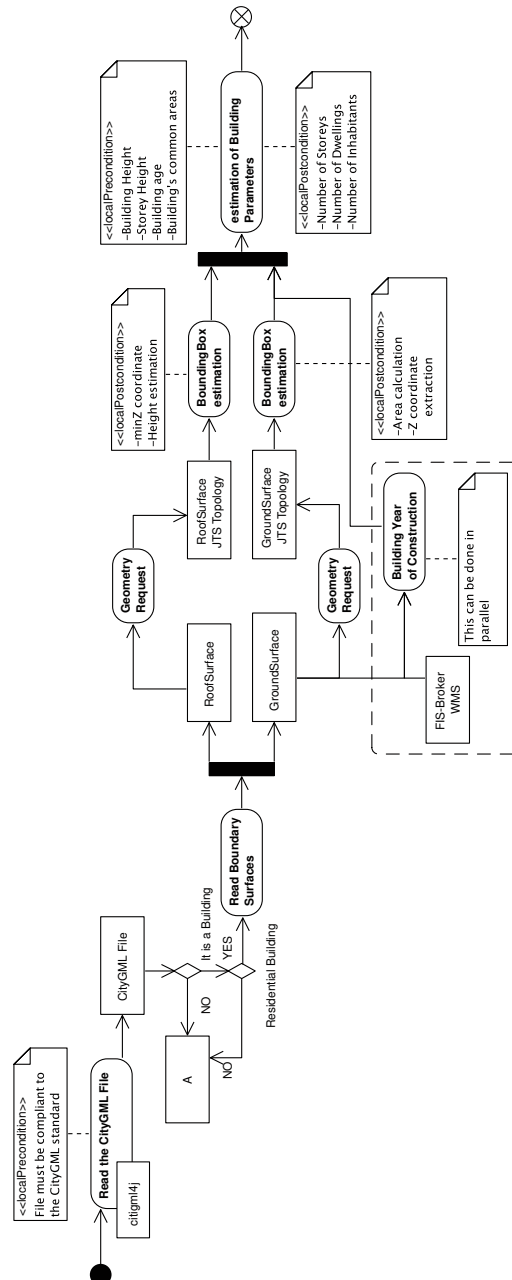 <<localPrecondition>>
File must be compliant to
the CityGML standard
Read the CityGML File
citigml4j
CityGML File
A
NO
NO
It is a Building
YES
Residential Building
Read Boundary
Surfaces
RoofSurface
GroundSurface
Geometry
Request
Geometry
Request
FIS-Broker
WMS
Building Year
of Construction
This can be done in
parallel
RoofSurface
JTS Topology
GroundSurface
JTS Topology
<<localPostcondition>>
-minZ coordinate
-Height estimation
BoundingBox
estimation
BoundingBox
estimation
<<localPostcondition>>
-Area calculation
-Z coordinate
extraction
<<localPrecondition>>
-Building Height
-Storey Height
-Building age
-Building's common areas
estimation of Building
Parameters
<<localPostcondition>>
-Number of Storeys
-Number of Dwellings
-Number of Inhabitants